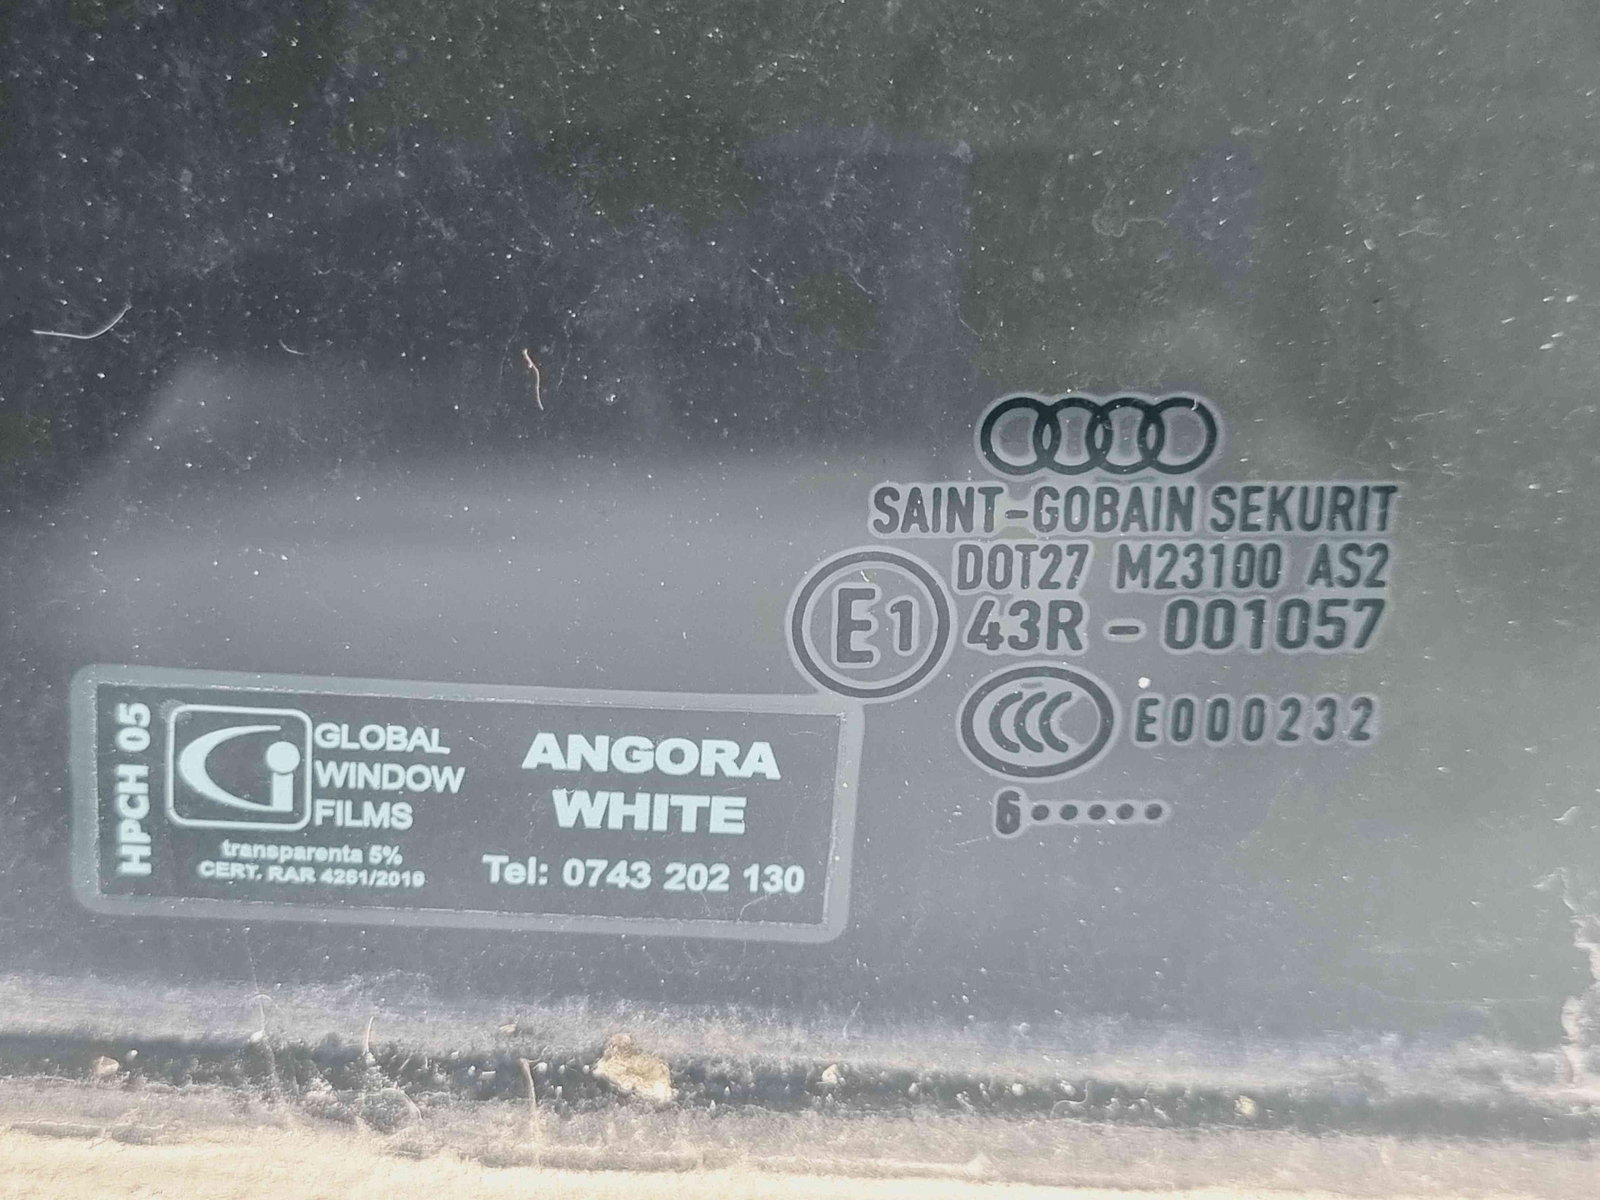 SAINT-GOBAIN SEKURIT
DOT27 M23100 AS2
E1 43R - 001057
CCC E000232
6•••••
HPCH 05
GLOBAL
WINDOW
FILMS
transparenta 5%
CERT. RAR 4261/2019
ANGORA
WHITE
Tel: 0743 202 130